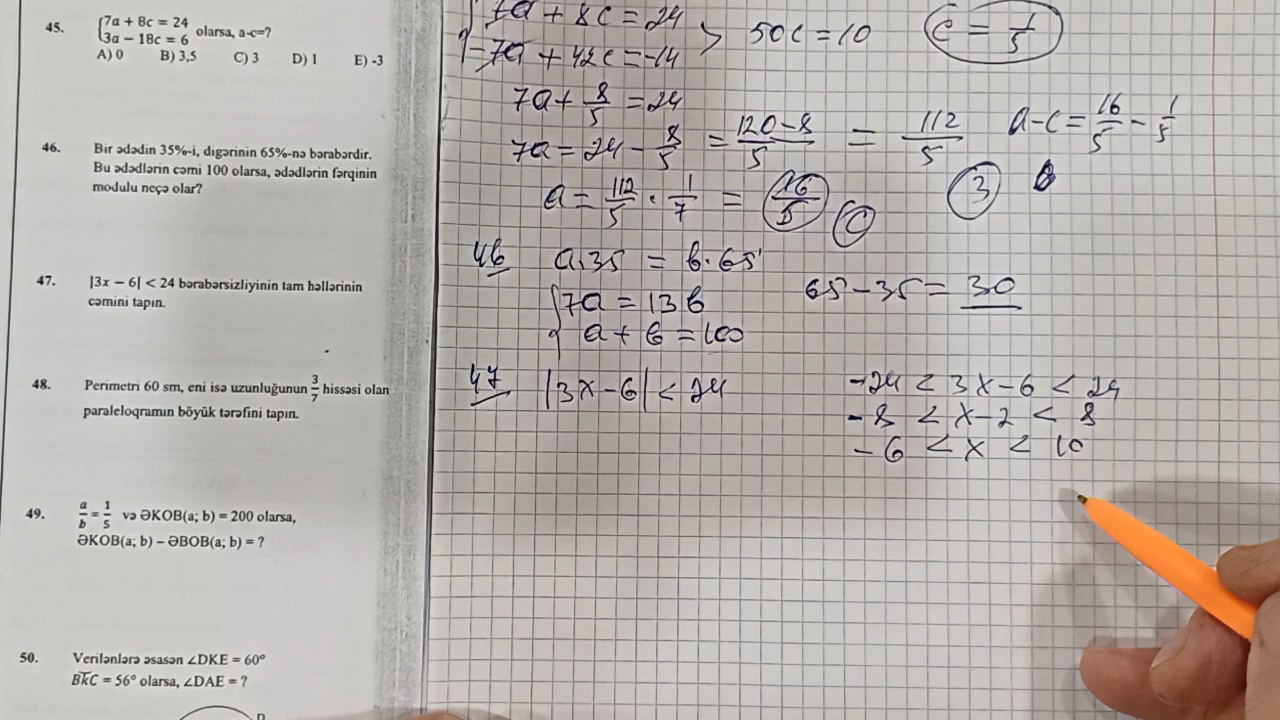 45. {7a + 8c = 24
{3a − 18c = 6 olarsa, a-c=?
A) 0 B) 3,5 C) 3 D) 1 E) -3
46. Bir ədədin 35%-i, digərinin 65%-nə bərabərdir.
Bu ədədlərin cəmi 100 olarsa, ədədlərin fərqinin
modulu neçə olar?
47. |3x − 6| < 24 bərabərsizliyinin tam həllərinin
cəmini tapın.
48. Perimetri 60 sm, eni isə uzunluğunun 3/7 hissəsi olan
paraleloqramın böyük tərəfini tapın.
49. a/b = 1/5 və ƏKOB(a; b) = 200 olarsa,
ƏKOB(a; b) − ƏBOB(a; b) = ?
50. Verilənlərə əsasən ∠DKE = 60°
BkC = 56° olarsa, ∠DAE = ?
D
7a + 8c = 24
-7a + 42c = -14 > 50c = 10 c = 1/5
7a + 8/5 = 24
7a = 24 - 8/5 = 120-8/5 = 112/5 a-c = 16/5 - 1/5
a = 112/5 · 1/7 = 16/5 C 3
46 a·35 = b·65
{7a = 13b 65-35 = 30
a + b = 100
47 |3x-6| < 24 -24 < 3x-6 < 24
-8 < x-2 < 8
-6 < x < 10